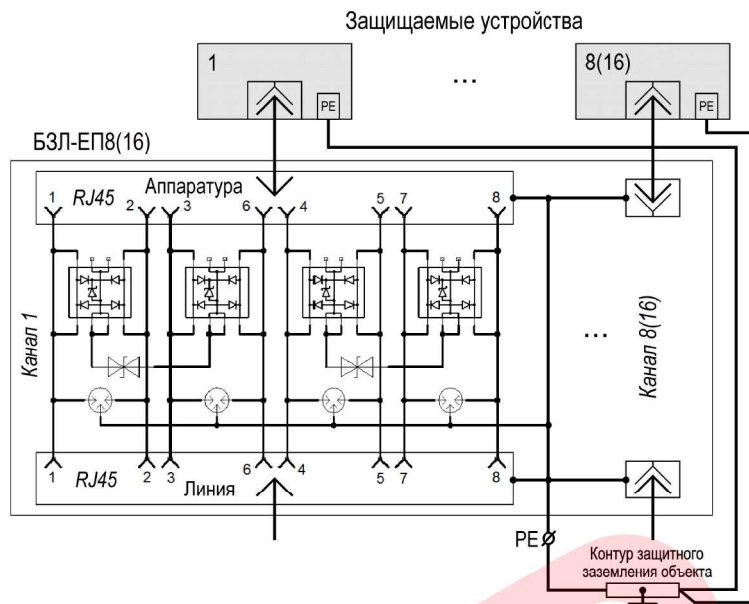 Защищаемые устройства
1
...
8(16)
PE
PE
БЗЛ-ЕП8(16)
RJ45
Аппаратура
1 2 3 6 4 5 7 8
Канал 1
...
Канал 8(16)
1 2 3 6 4 5 7 8
RJ45
Линия
PE
Контур защитного
заземления объекта